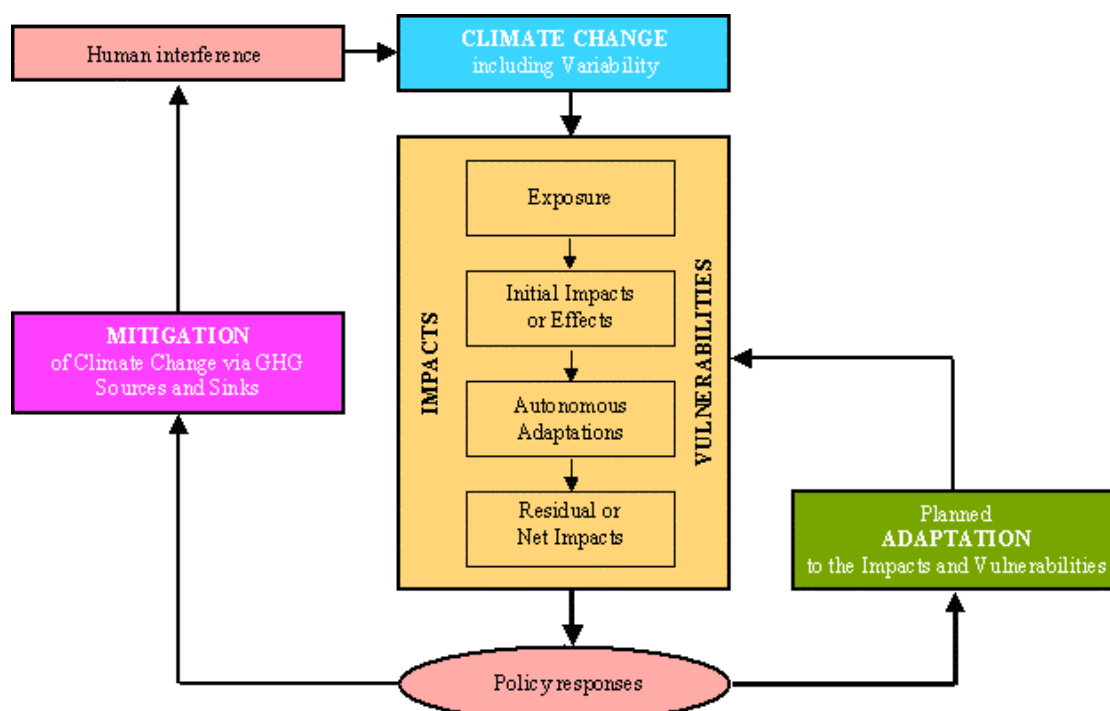 Human interference
CLIMATE CHANGE
including Variability
IMPACTS
Exposure
Initial Impacts
or Effects
Autonomous
Adaptations
Residual or
Net Impacts
VULNERABILITIES
MITIGATION
of Climate Change via GHG
Sources and Sinks
Planned
ADAPTATION
to the Impacts and Vulnerabilities
Policy responses